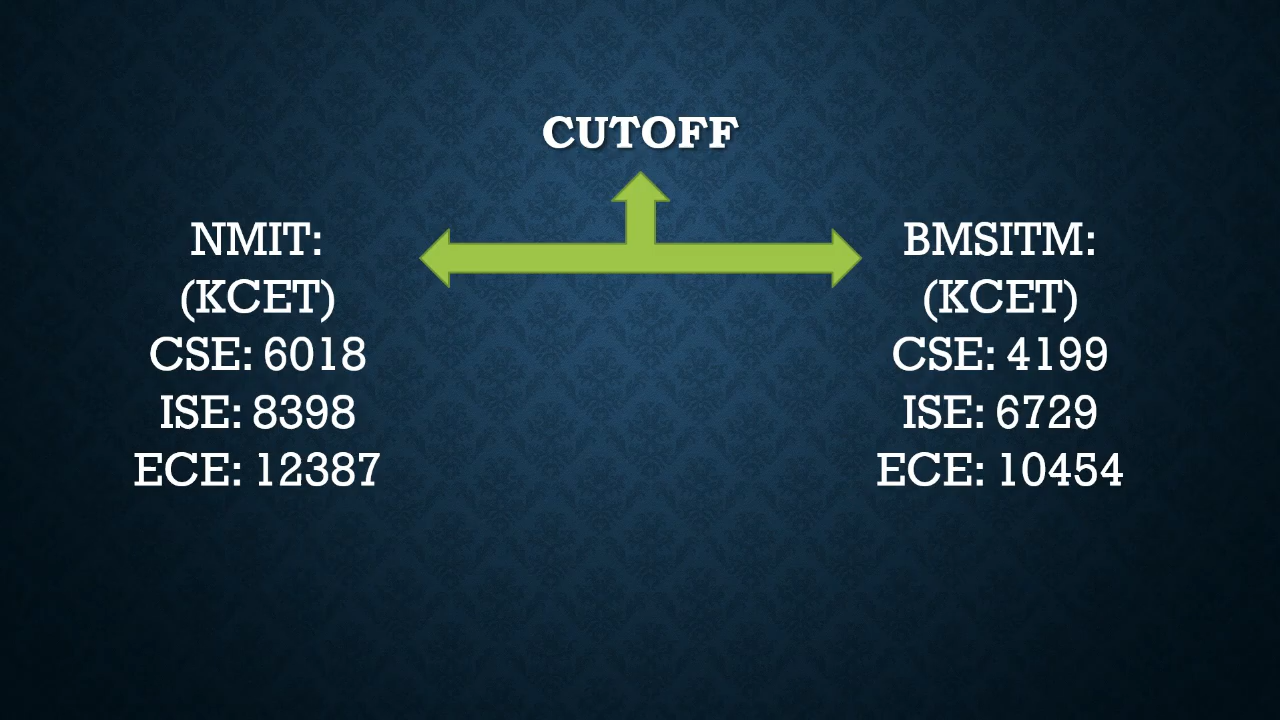 CUTOFF
NMIT:
(KCET)
CSE: 6018
ISE: 8398
ECE: 12387
BMSITM:
(KCET)
CSE: 4199
ISE: 6729
ECE: 10454